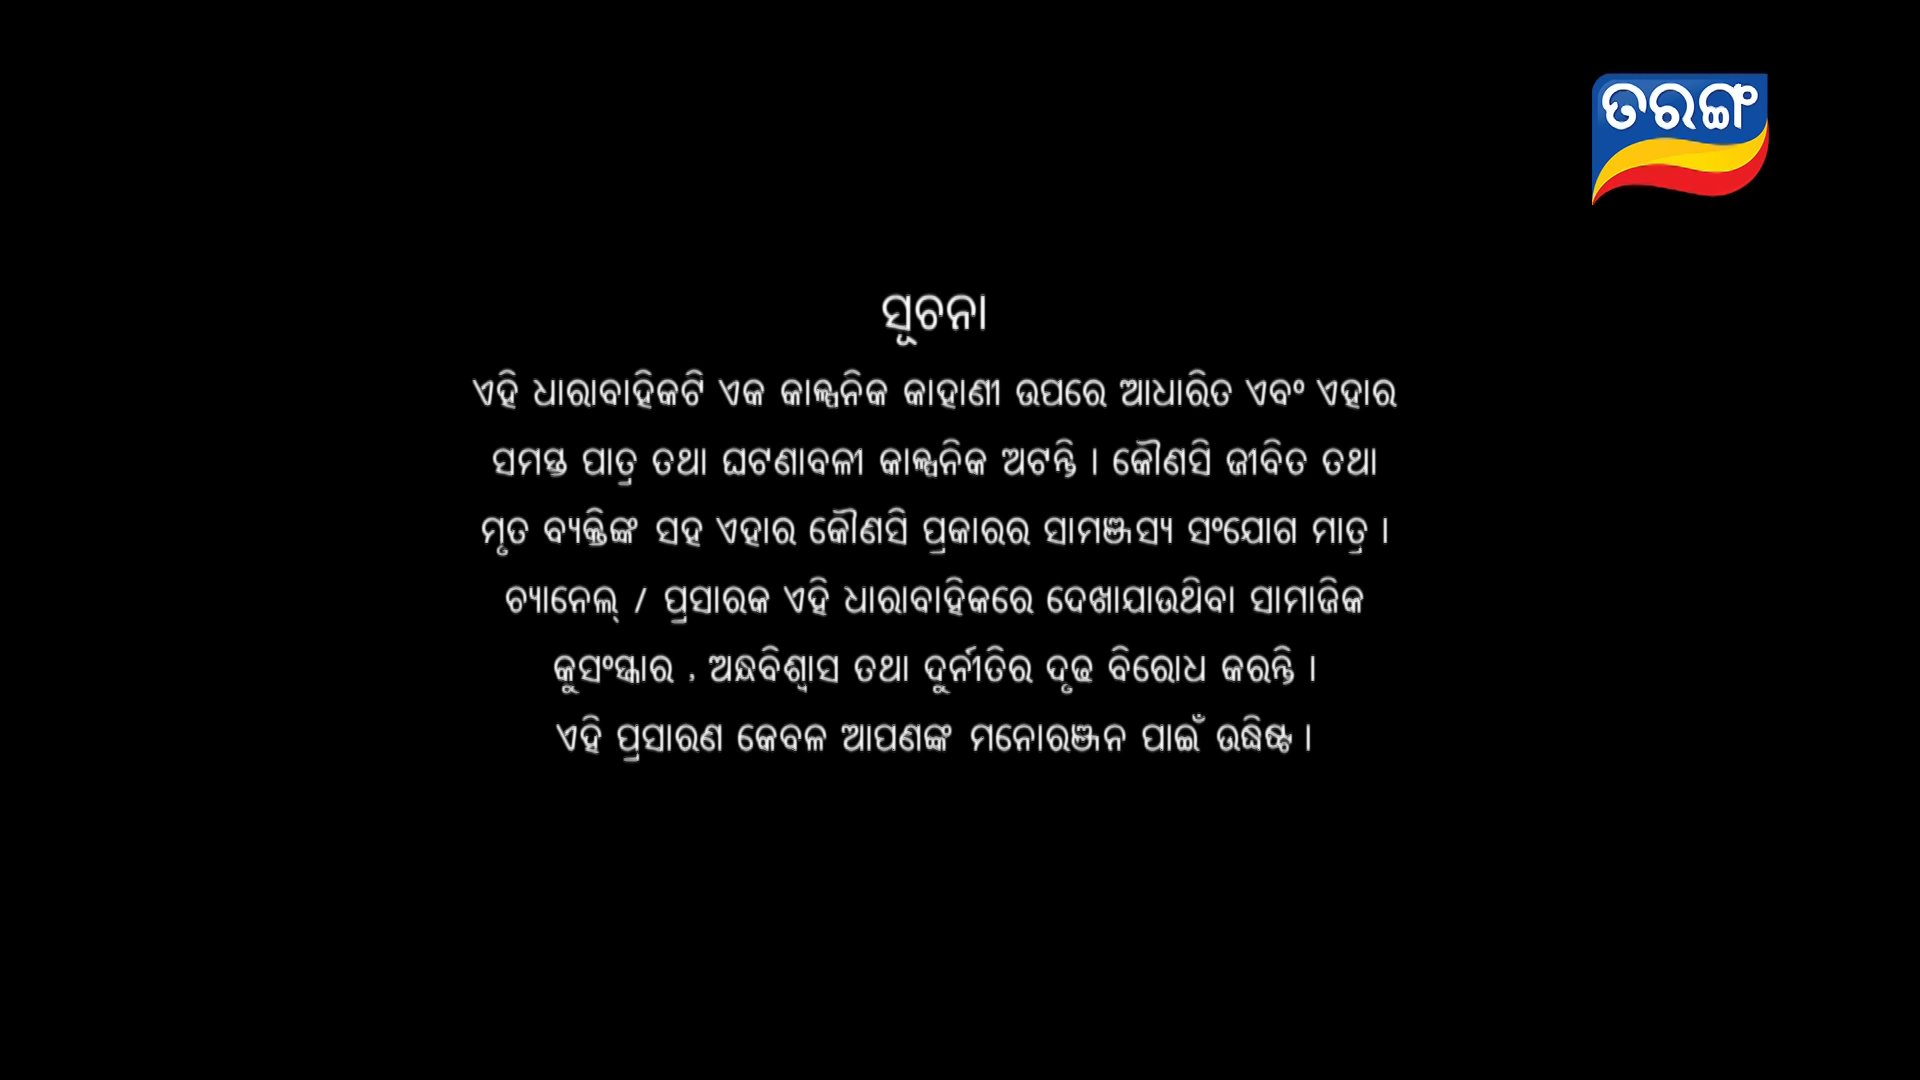 ତରଙ୍ଗ
ସୂଚନା
ଏହି ଧାରାବାହିକଟି ଏକ କାଳ୍ପନିକ କାହାଣୀ ଉପରେ ଆଧାରିତ ଏବଂ ଏହାର
ସମସ୍ତ ପାତ୍ର ତଥା ଘଟଣାବଳୀ କାଳ୍ପନିକ ଅଟନ୍ତି । କୌଣସି ଜୀବିତ ତଥା
ମୃତ ବ୍ୟକ୍ତିଙ୍କ ସହ ଏହାର କୌଣସି ପ୍ରକାରର ସାମଞ୍ଜସ୍ୟ ସଂଯୋଗ ମାତ୍ର ।
ଚ୍ୟାନେଲ୍ / ପ୍ରସାରକ ଏହି ଧାରାବାହିକରେ ଦେଖାଯାଉଥିବା ସାମାଜିକ
କୁସଂସ୍କାର , ଅନ୍ଧବିଶ୍ୱାସ ତଥା ଦୁର୍ନୀତିର ଦୃଢ ବିରୋଧ କରନ୍ତି ।
ଏହି ପ୍ରସାରଣ କେବଳ ଆପଣଙ୍କ ମନୋରଞ୍ଜନ ପାଇଁ ଉଦ୍ଧିଷ୍ଟ ।